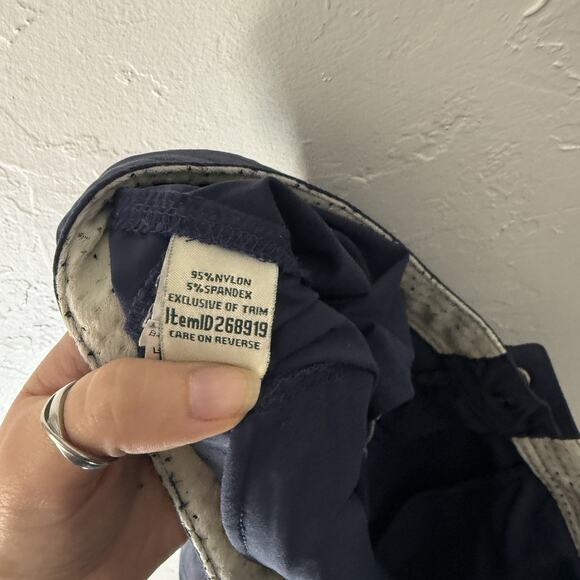 95%NYLON
5%SPANDEX
EXCLUSIVE OF TRIM
ItemID268919
CARE ON REVERSE